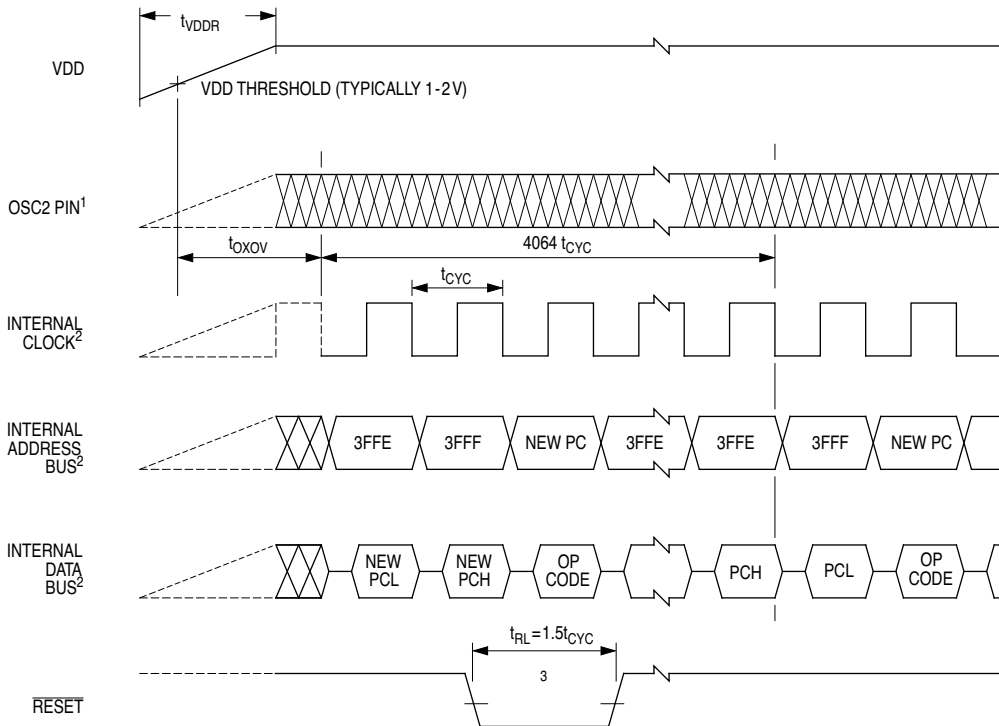 tVDDR
VDD
VDD THRESHOLD (TYPICALLY 1-2 V)
OSC2 PIN1
tOXOV
4064 tCYC
tCYC
INTERNAL
CLOCK2
INTERNAL
ADDRESS
BUS2
3FFE
3FFF
NEW PC
3FFE
3FFE
3FFF
NEW PC
INTERNAL
DATA
BUS2
NEW
PCL
NEW
PCH
OP
CODE
PCH
PCL
OP
CODE
tRL=1.5tCYC
3
RESET